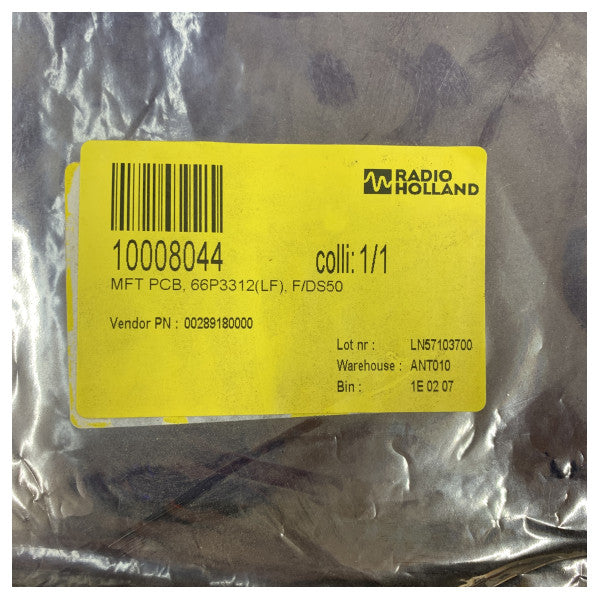 RADIO
HOLLAND
10008044 colli: 1/1
MFT PCB, 66P3312(LF), F/DS50
Vendor PN : 00289180000
Lot nr : LN57103700
Warehouse : ANT010
Bin : 1E 02 07